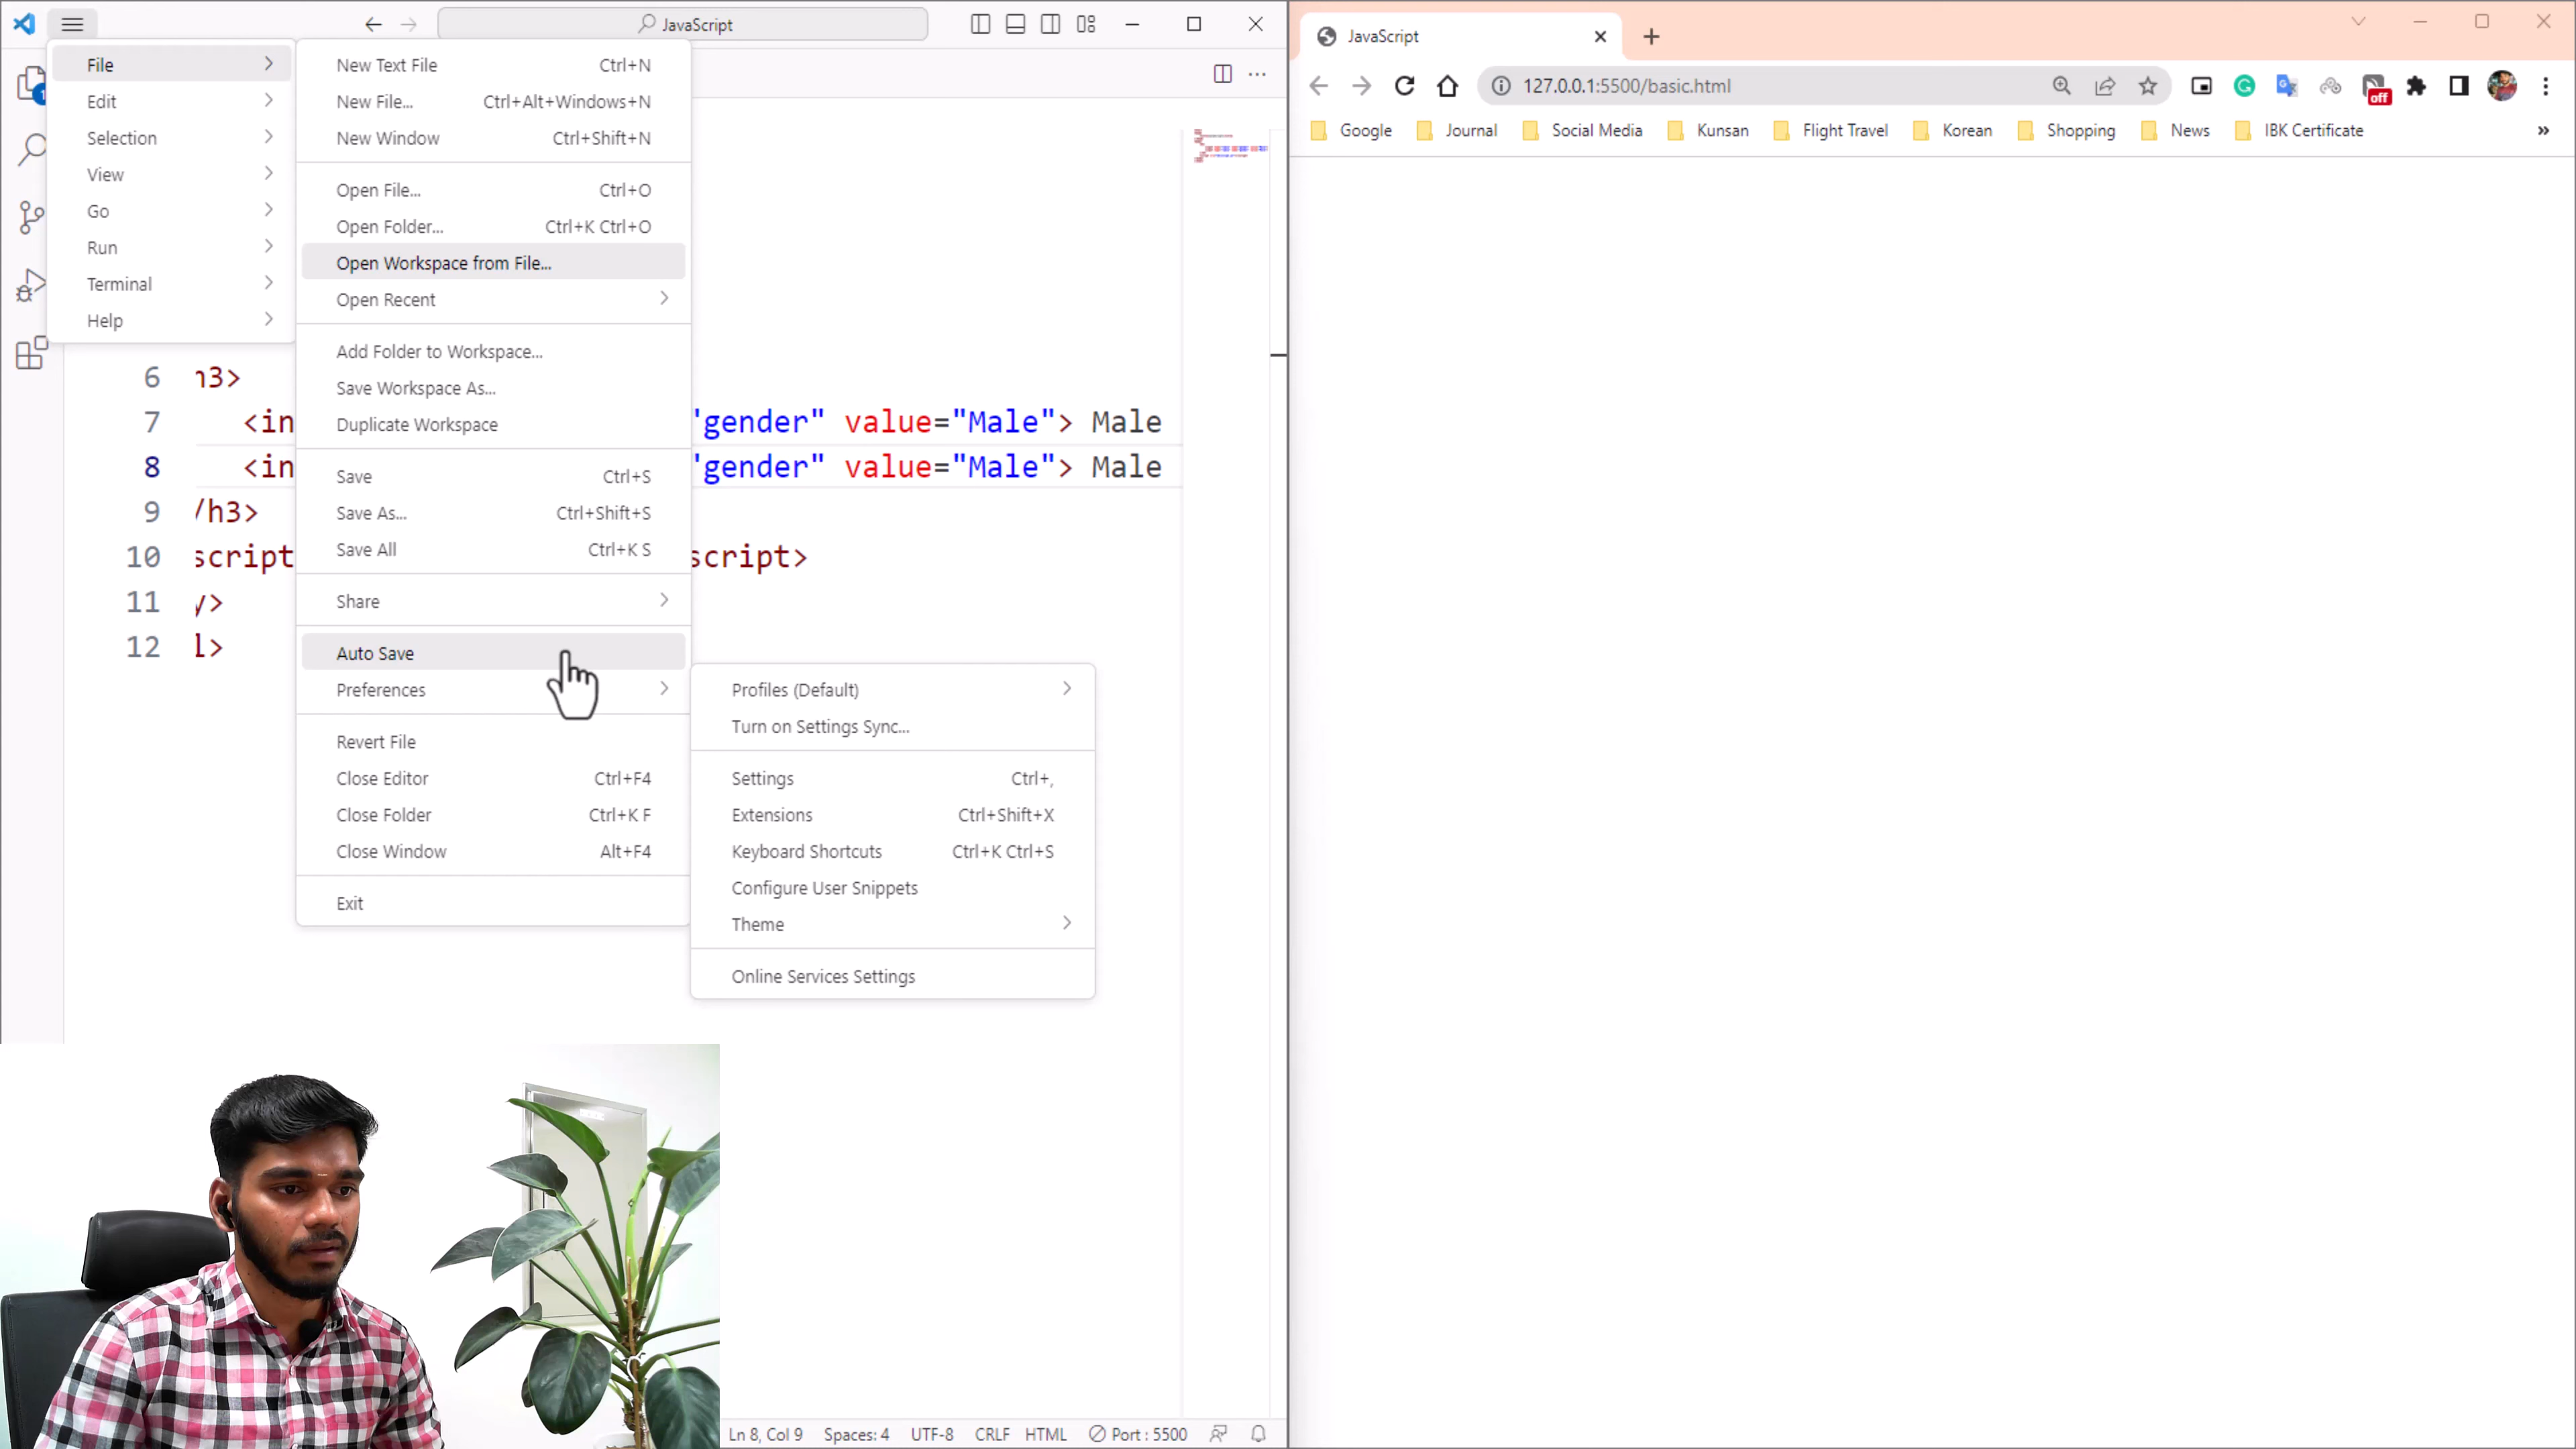 JavaScript
File
Edit
Selection
View
Go
Run
Terminal
Help
New Text File Ctrl+N
New File... Ctrl+Alt+Windows+N
New Window Ctrl+Shift+N
Open File... Ctrl+O
Open Folder... Ctrl+K Ctrl+O
Open Workspace from File...
Open Recent
Add Folder to Workspace...
Save Workspace As...
Duplicate Workspace
Save Ctrl+S
Save As... Ctrl+Shift+S
Save All Ctrl+K S
Share
Auto Save
Preferences
Revert File
Close Editor Ctrl+F4
Close Folder Ctrl+K F
Close Window Alt+F4
Exit
Profiles (Default)
Turn on Settings Sync...
Settings Ctrl+,
Extensions Ctrl+Shift+X
Keyboard Shortcuts Ctrl+K Ctrl+S
Configure User Snippets
Theme
Online Services Settings
6 h3>
7 <in "gender" value="Male"> Male
8 <in "gender" value="Male"> Male
9 /h3>
10 script script>
11 y>
12 l>
Ln 8, Col 9 Spaces: 4 UTF-8 CRLF HTML Port : 5500
JavaScript
127.0.0.1:5500/basic.html
off
Google Journal Social Media Kunsan Flight Travel Korean Shopping News IBK Certificate »